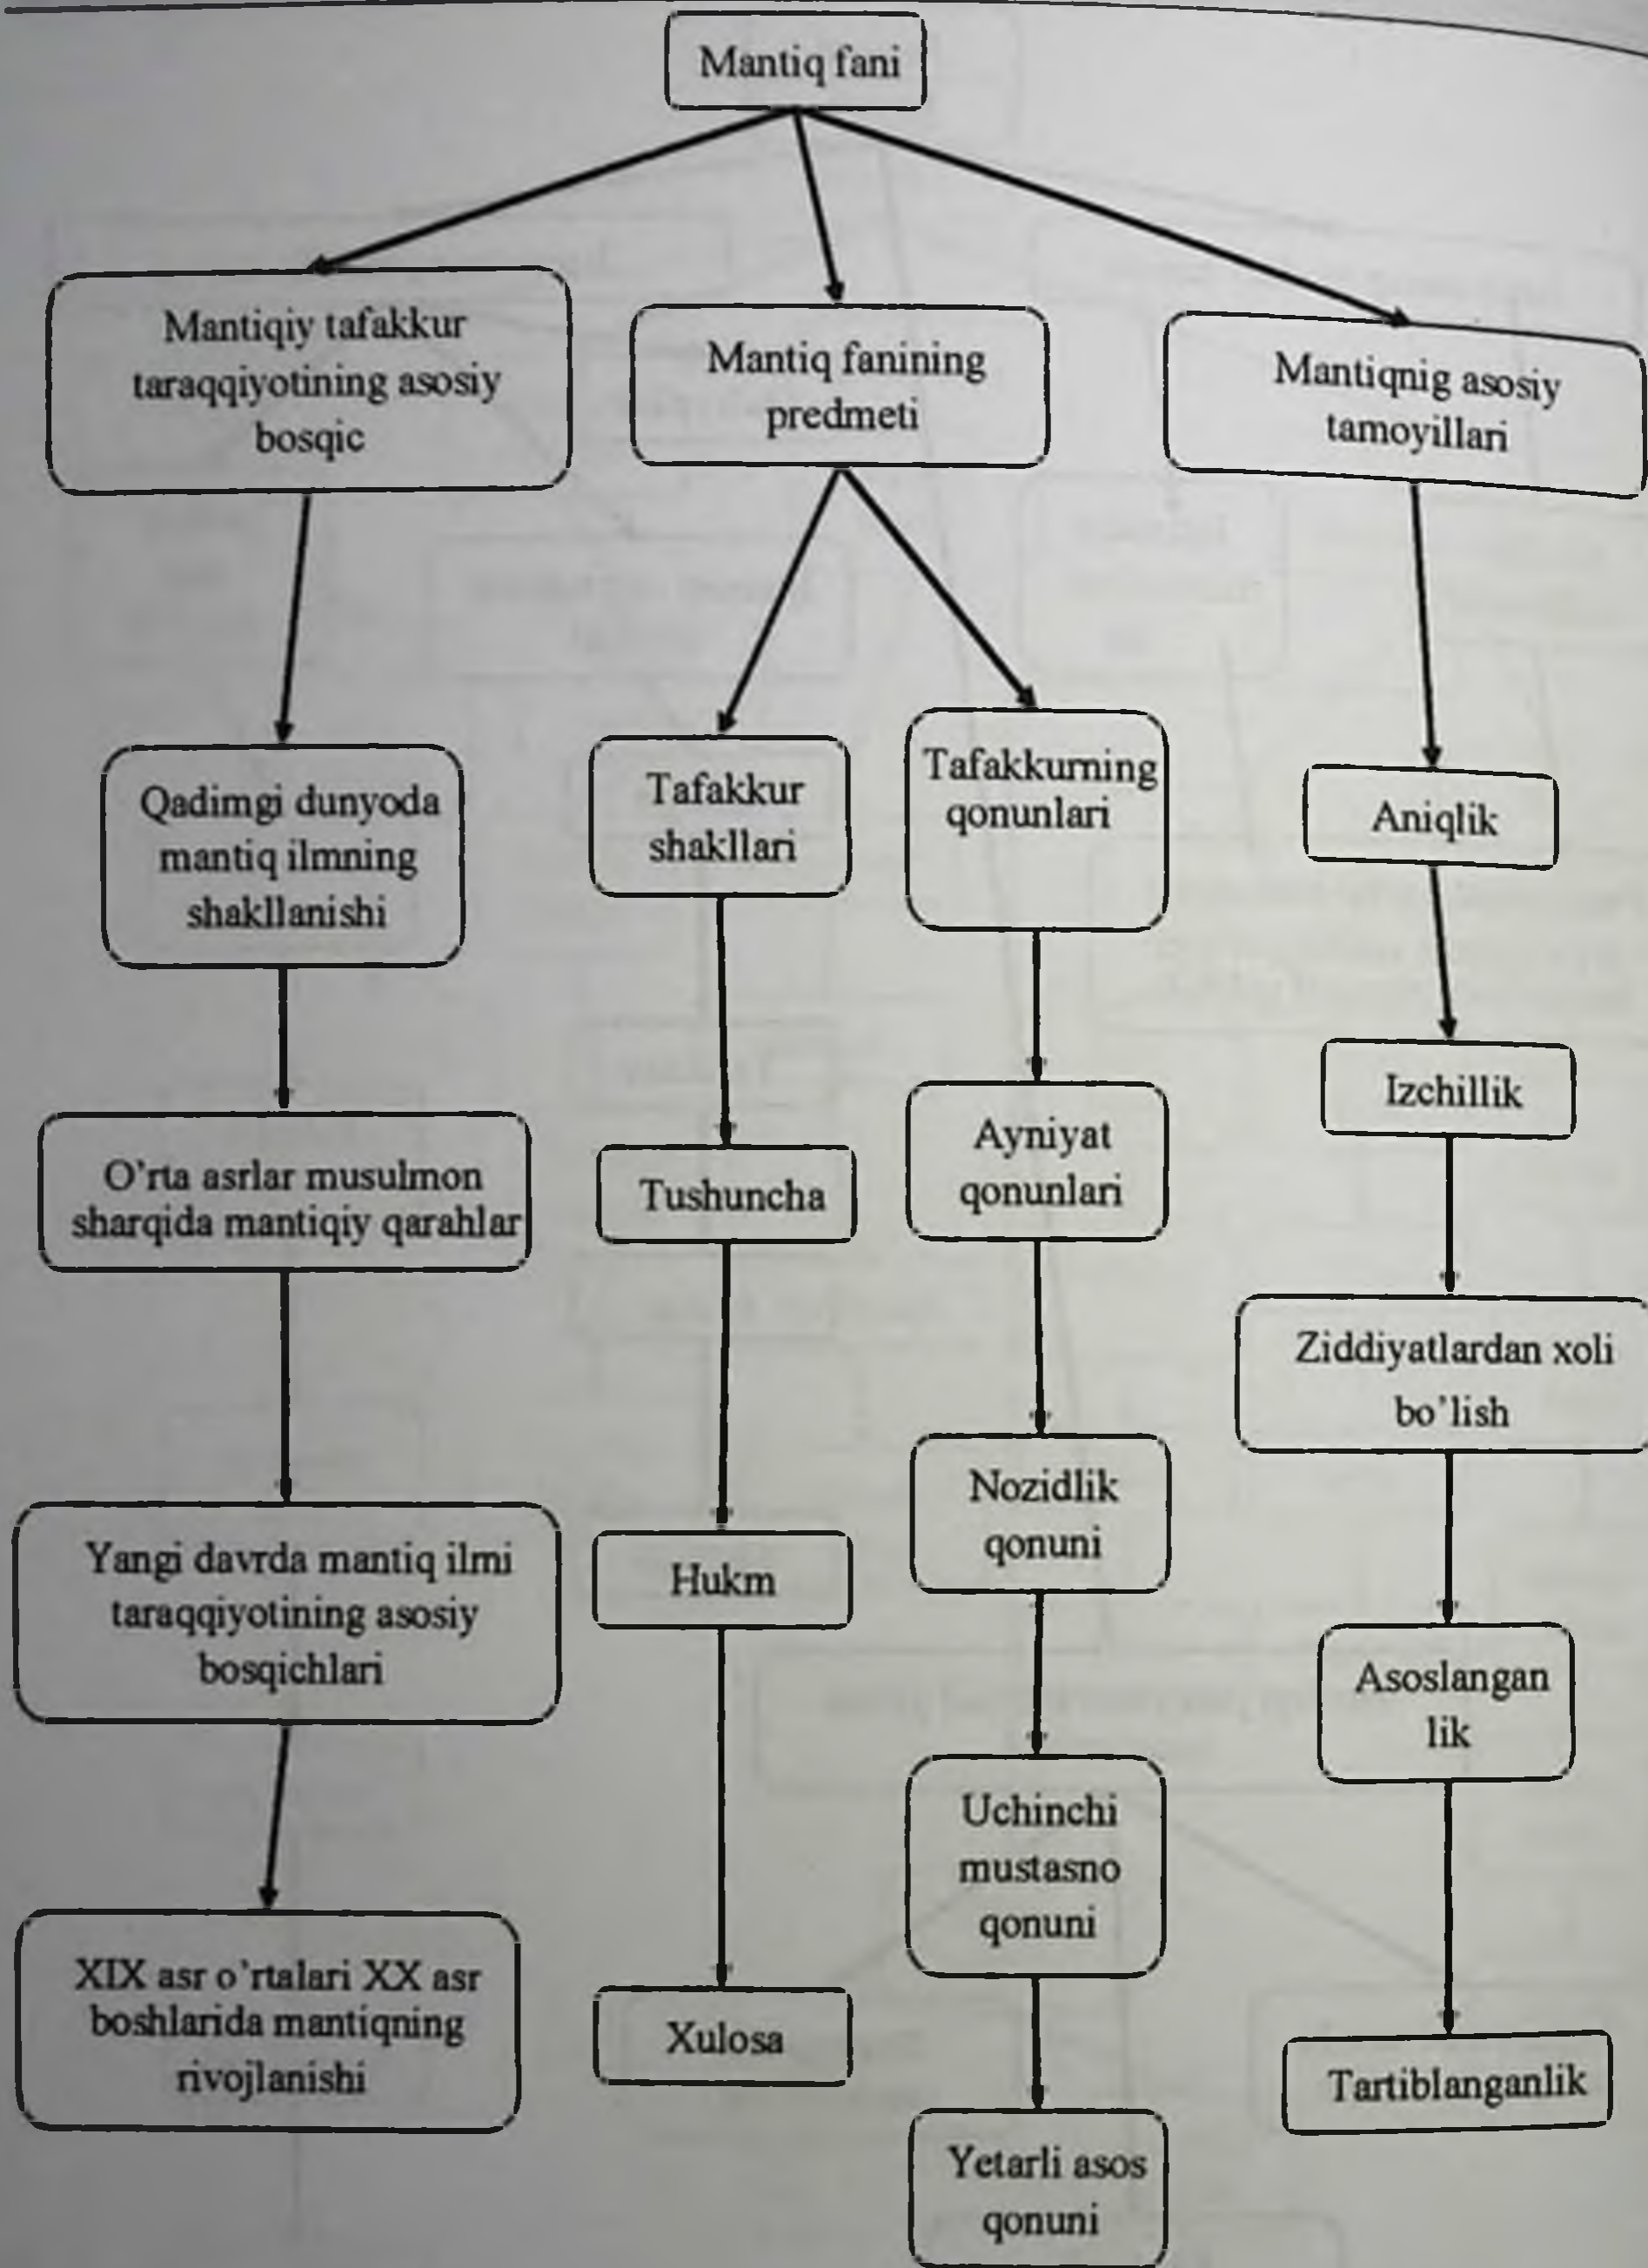 Mantiq fani
Mantiqiy tafakkur
taraqqiyotining asosiy
bosqic
Mantiq fanining
predmeti
Mantiqnig asosiy
tamoyillari
Qadimgi dunyoda
mantiq ilmning
shakllanishi
Tafakkur
shakllari
Tafakkurning
qonunlari
Aniqlik
O'rta asrlar musulmon
sharqida mantiqiy qarahlar
Tushuncha
Ayniyat
qonunlari
Izchillik
Ziddiyatlardan xoli
bo'lish
Yangi davrda mantiq ilmi
taraqqiyotining asosiy
bosqichlari
Hukm
Nozidlik
qonuni
Asoslangan
lik
Uchinchi
mustasno
qonuni
XIX asr o'rtalari XX asr
boshlarida mantiqning
rivojlanishi
Xulosa
Tartiblanganlik
Yetarli asos
qonuni